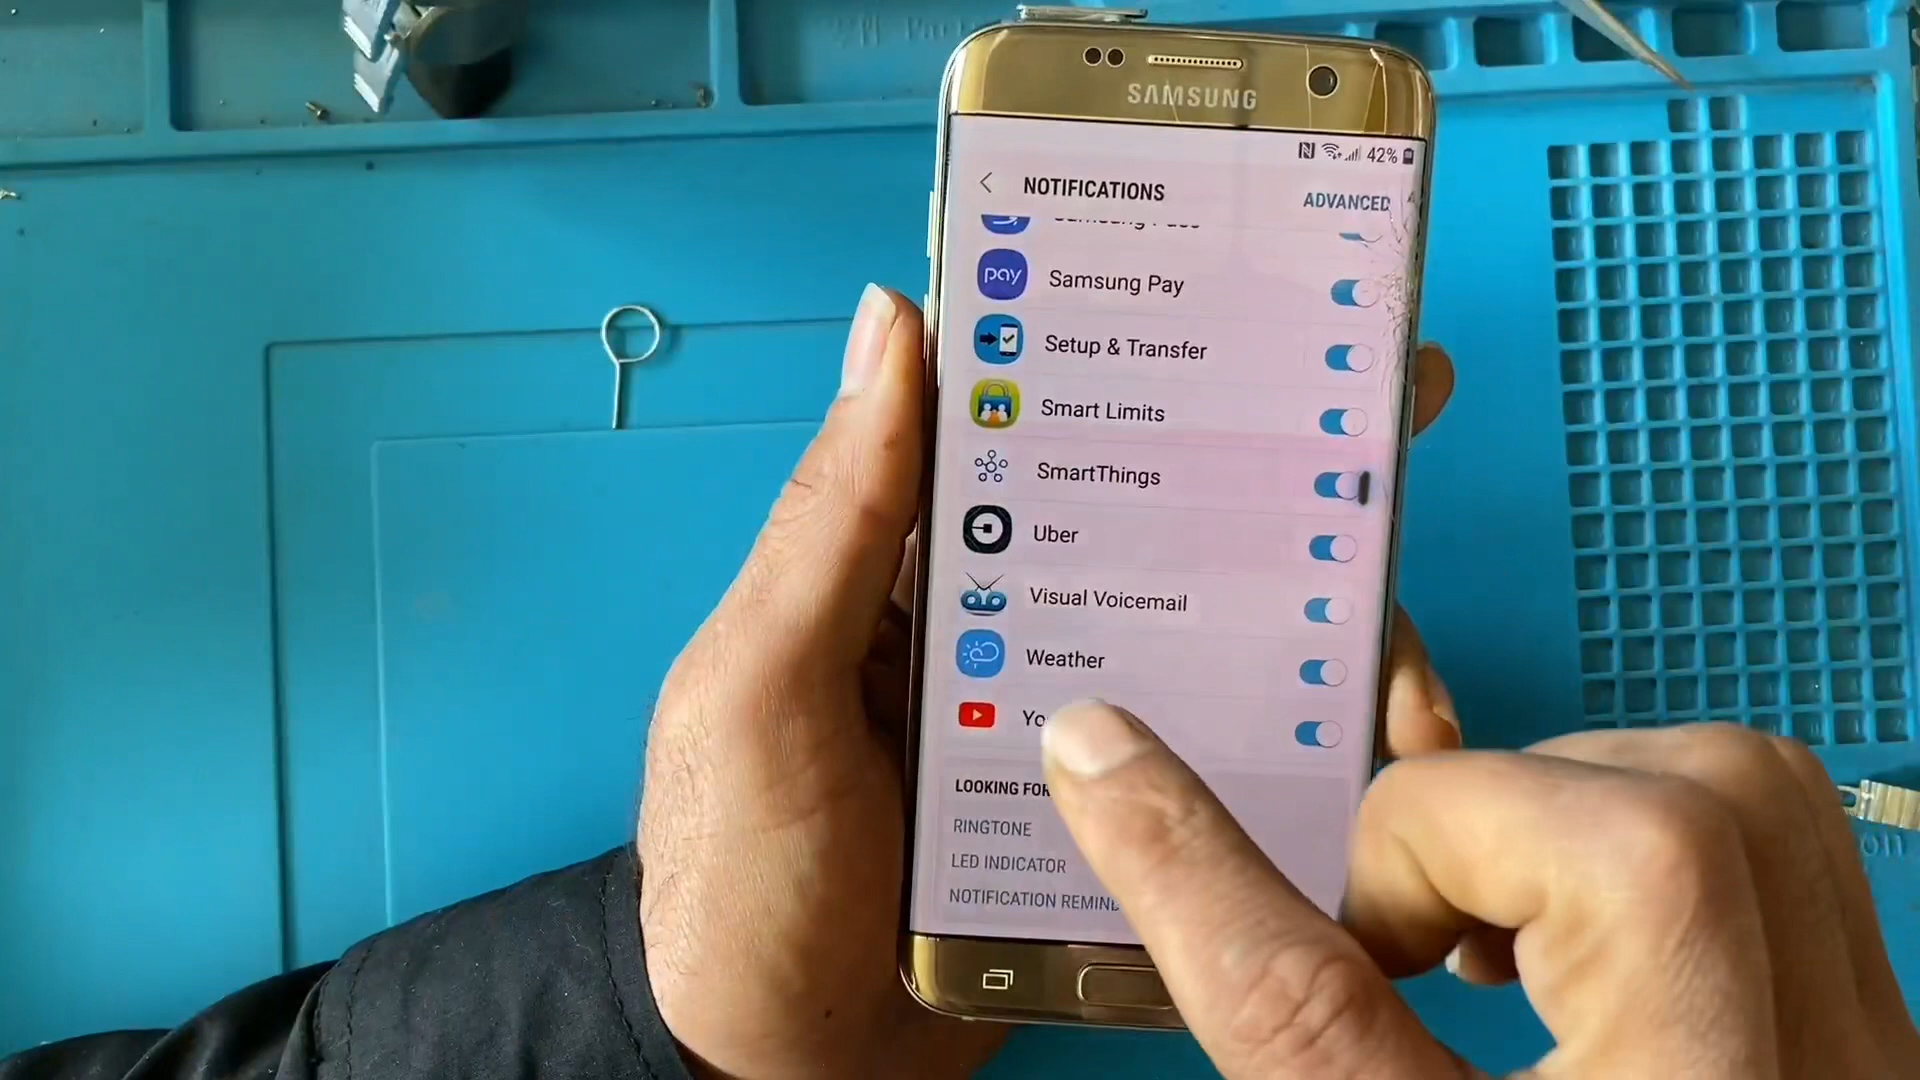 SAMSUNG
42%
NOTIFICATIONS
ADVANCED
pay
Samsung Pay
Setup & Transfer
Smart Limits
SmartThings
Uber
Visual Voicemail
Weather
Yo
LOOKING FOR
RINGTONE
LED INDICATOR
NOTIFICATION REMIND